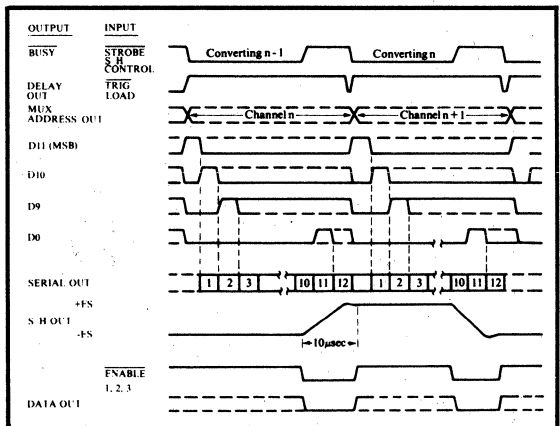 OUTPUT INPUT
BUSY STROBE Converting n - 1 Converting n
S H
CONTROL
DELAY TRIG
OUT LOAD
MUX
ADDRESS OUT Channel n Channel n + 1
D11 (MSB)
D10
D9
D0
SERIAL OUT 1 2 3 10 11 12 1 2 3 10 11 12
+FS
S H OUT
-FS
10µsec
ENABLE
1, 2, 3
DATA OUT